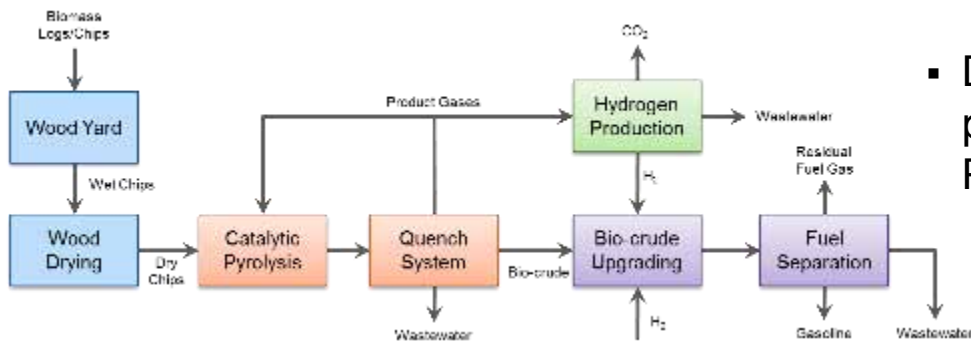 Biomass
Logs/Chips
CO₂
Wood Yard
Product Gases
Hydrogen
Production
Wastewater
Residual
Fuel Gas
Wet Chips
H₂
Wood
Drying
Dry
Chips
Catalytic
Pyrolysis
Quench
System
Bio-crude
Bio-crude
Upgrading
Fuel
Separation
Wastewater
H₂
Gasoline
Wastewater